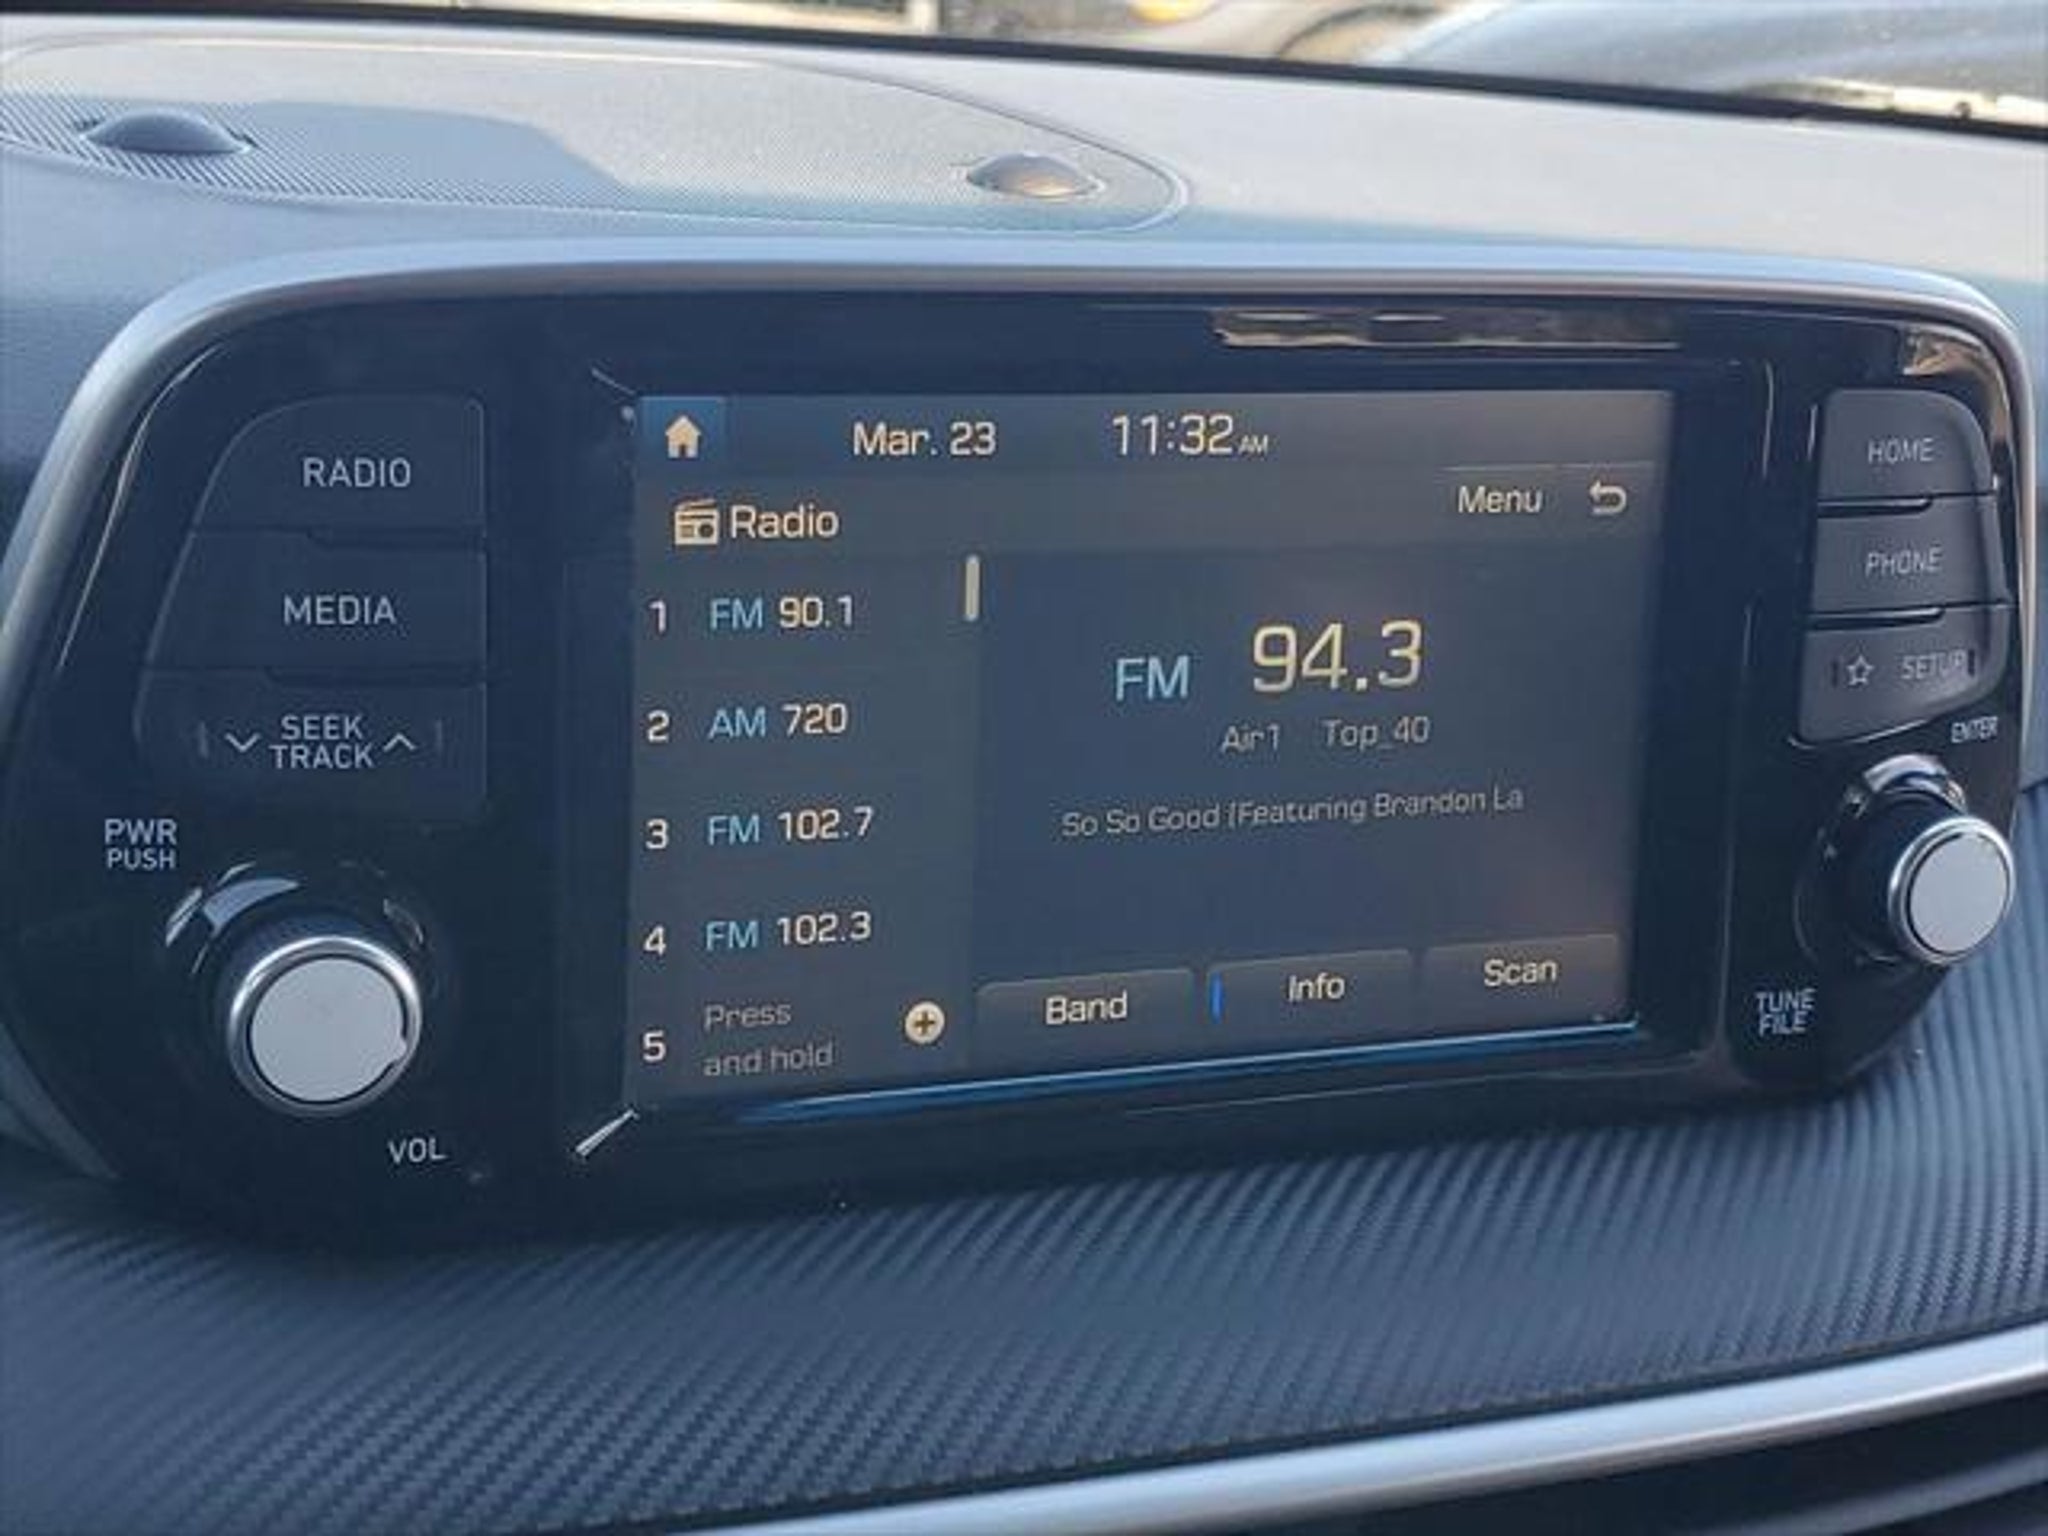 RADIO
MEDIA
SEEK
TRACK
PWR
PUSH
VOL
Mar. 23 11:32 AM
Radio
Menu
1 FM 90.1
2 AM 720
3 FM 102.7
4 FM 102.3
5 Press
and hold
FM 94.3
Air1 Top_40
So So Good (Featuring Brandon La
Band
Info
Scan
HOME
PHONE
SETUP
ENTER
TUNE
FILE